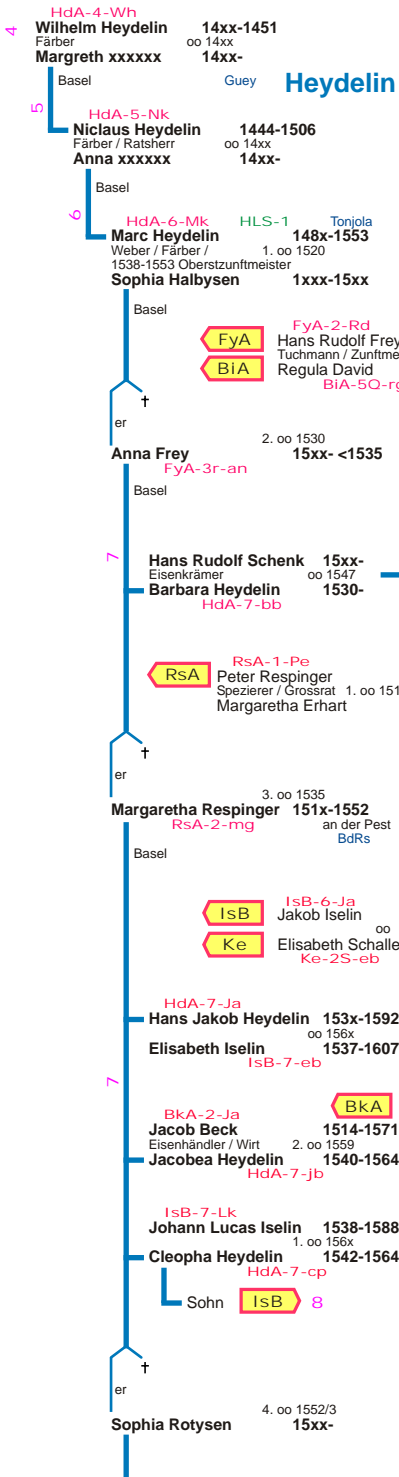 HdA-4-Wh
4
Wilhelm Heydelin 14xx-1451
Färber oo 14xx
Margreth xxxxxx 14xx-
Basel Guey Heydelin
5
HdA-5-Nk
Niclaus Heydelin 1444-1506
Färber / Ratsherr oo 14xx
Anna xxxxxx 14xx-
Basel
6
HdA-6-Mk HLS-1 Tonjola
Marc Heydelin 148x-1553
Weber / Färber / 1. oo 1520
1538-1553 Oberstzunftmeister
Sophia Halbysen 1xxx-15xx
Basel
FyA-2-Rd
FyA Hans Rudolf Frey
Tuchmann / Zunftme
BiA Regula David
BiA-5Q-rg
✝
er
2. oo 1530
Anna Frey 15xx- <1535
FyA-3r-an
Basel
7
Hans Rudolf Schenk 15xx-
Eisenkrämer oo 1547
Barbara Heydelin 1530-
HdA-7-bb
RsA-1-Pe
RsA Peter Respinger
Spezierer / Grossrat 1. oo 151
Margaretha Erhart
✝
er
3. oo 1535
Margaretha Respinger 151x-1552
RsA-2-mg an der Pest
BdRs
Basel
IsB-6-Ja
IsB Jakob Iselin
oo
Ke Elisabeth Schalle
Ke-2S-eb
HdA-7-Ja
Hans Jakob Heydelin 153x-1592
oo 156x
Elisabeth Iselin 1537-1607
IsB-7-eb
7
BkA-2-Ja BkA
Jacob Beck 1514-1571
Eisenhändler / Wirt 2. oo 1559
Jacobea Heydelin 1540-1564
HdA-7-jb
IsB-7-Lk
Johann Lucas Iselin 1538-1588
1. oo 156x
Cleopha Heydelin 1542-1564
HdA-7-cp
Sohn IsB 8
✝
er
4. oo 1552/3
Sophia Rotysen 15xx-